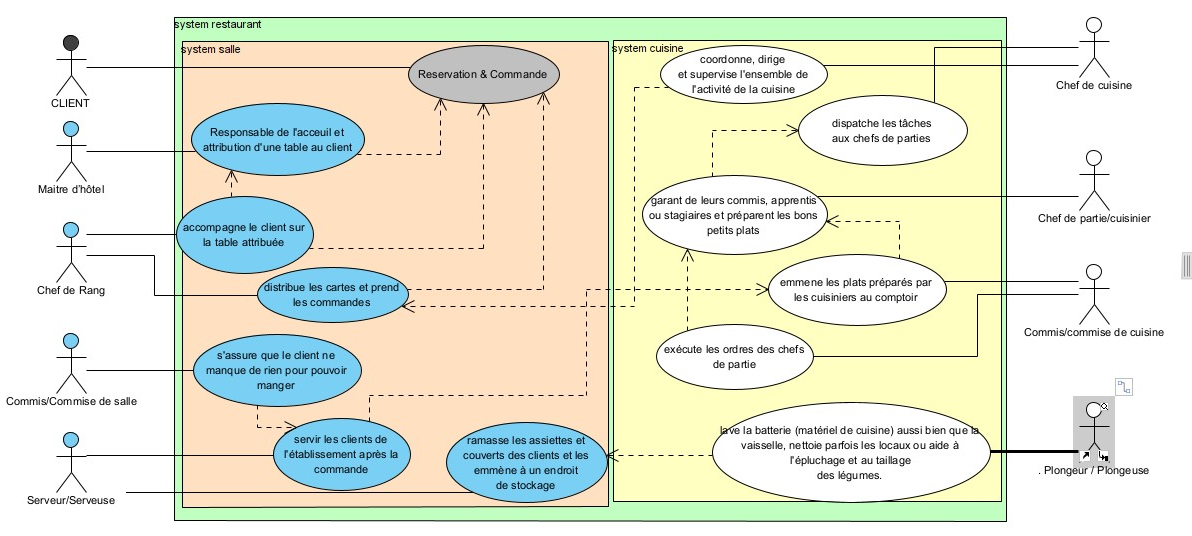 system restaurant
system salle
system cuisine
CLIENT
Maitre d'hôtel
Chef de Rang
Commis/Commise de salle
Serveur/Serveuse
Reservation & Commande
Responsable de l'acceuil et
attribution d'une table au client
accompagne le client sur
la table attribuée
distribue les cartes et prend
les commandes
s'assure que le client ne
manque de rien pour pouvoir
manger
servir les clients de
l'établissement après la
commande
ramasse les assiettes et
couverts des clients et les
emmène à un endroit
de stockage
coordonne, dirige
et supervise l'ensemble de
l'activité de la cuisine
dispatche les tâches
aux chefs de parties
garant de leurs commis, apprentis
ou stagiaires et préparent les bons
petits plats
emmene les plats préparés par
les cuisiniers au comptoir
exécute les ordres des chefs
de partie
lave la batterie (matériel de cuisine) aussi bien que la
vaisselle, nettoie parfois les locaux ou aide à
l'épluchage et au taillage
des légumes.
Chef de cuisine
Chef de partie/cuisinier
Commis/commise de cuisine
. Plongeur / Plongeuse